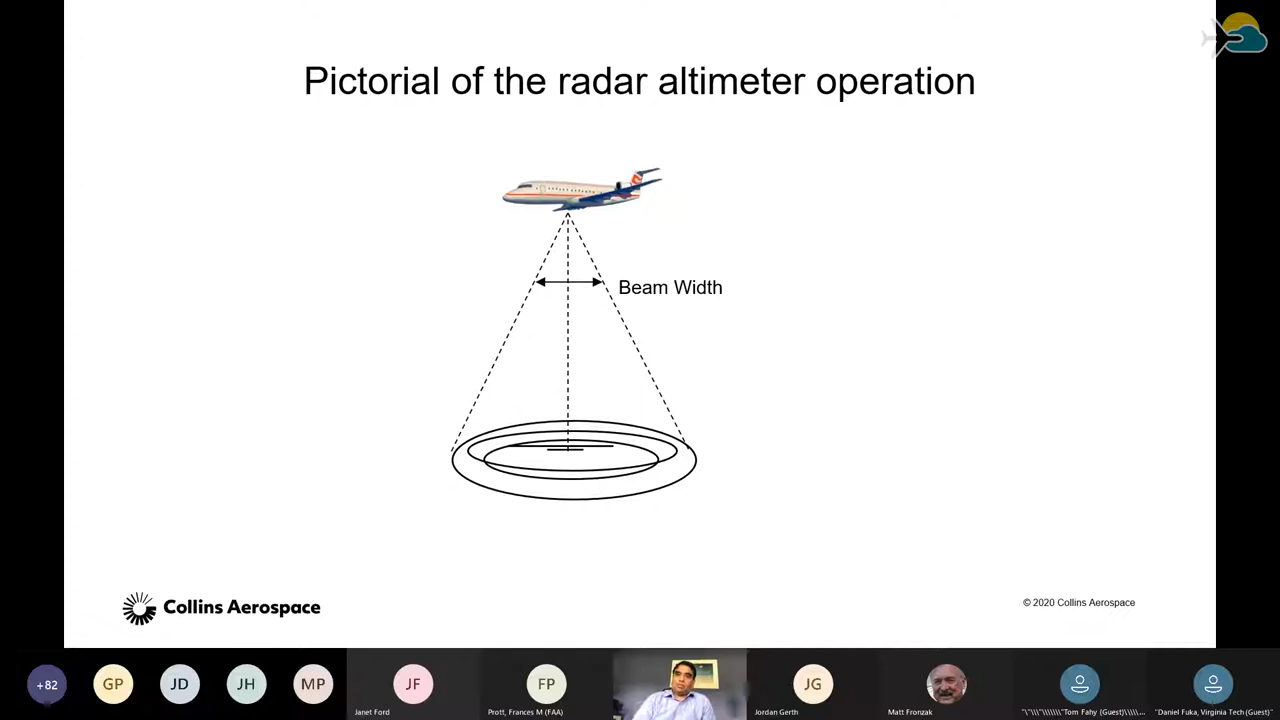 Pictorial of the radar altimeter operation
Beam Width
Collins Aerospace
© 2020 Collins Aerospace
+82
GP
JD
JH
MP
JF
FP
JG
Janet Ford
Prott, Frances M (FAA)
Jordan Gerth
Matt Fronzak
"\"\\\"\\\\\\\"Tom Fahy (Guest)\\\\\...
"Daniel Fuka, Virginia Tech (Guest)"